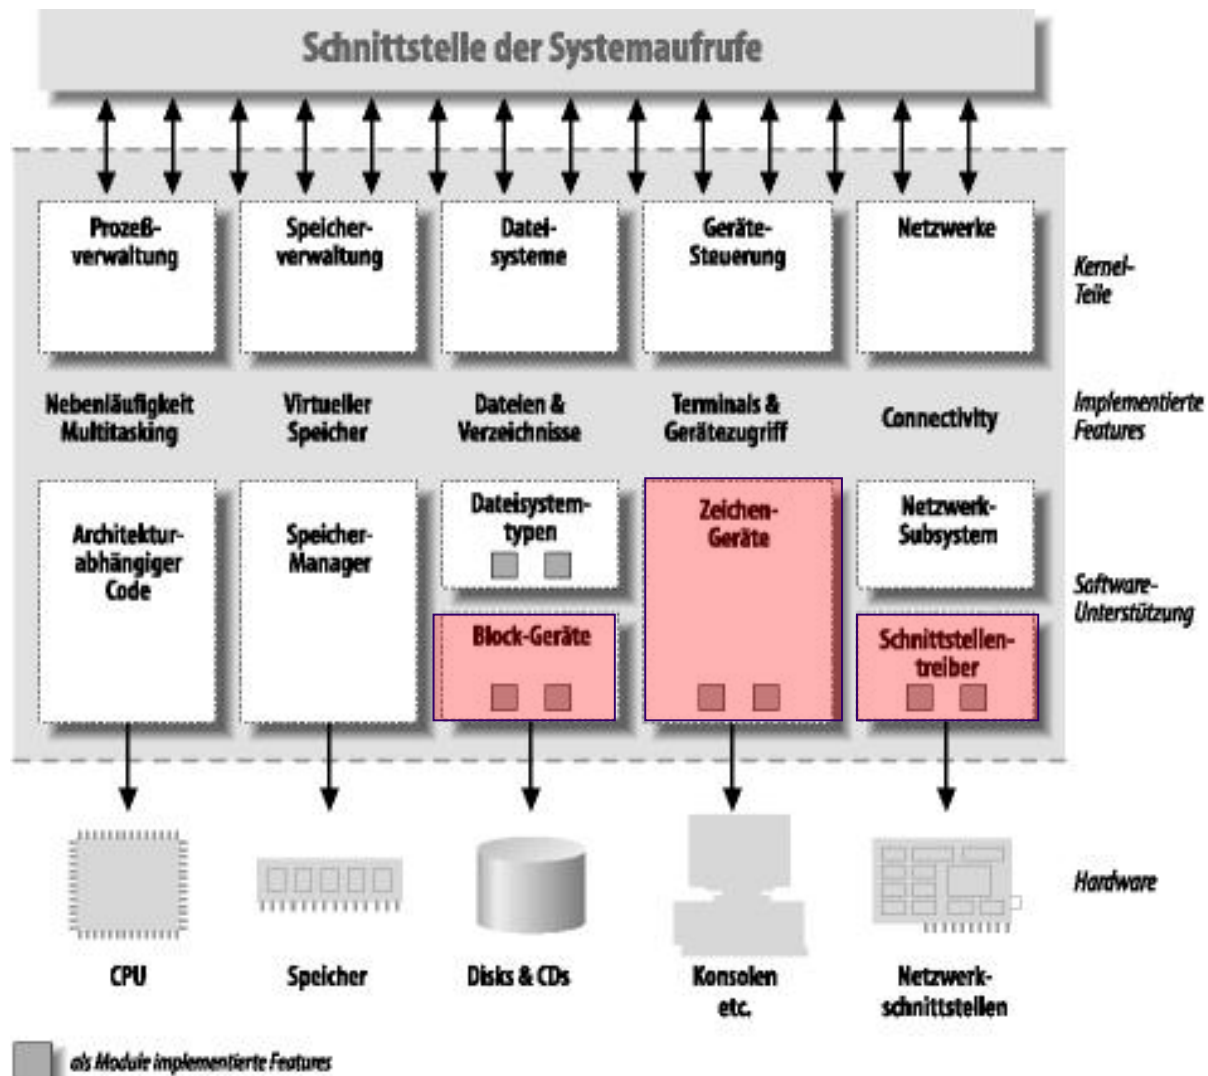 Schnittstelle der Systemaufrufe
Prozeß-
verwaltung
Speicher-
verwaltung
Datei-
systeme
Geräte-
Steuerung
Netzwerke
Kernel-
Teile
Nebenläufigkeit
Multitasking
Virtueller
Speicher
Dateien &
Verzeichnisse
Terminals &
Gerätezugriff
Connectivity
Implementierte
Features
Architektur-
abhängiger
Code
Speicher-
Manager
Dateisystem-
typen
Zeichen-
Geräte
Netzwerk-
Subsystem
Software-
Unterstützung
Block-Geräte
Schnittstellen-
treiber
Hardware
CPU
Speicher
Disks & CDs
Konsolen
etc.
Netzwerk-
schnittstellen
als Module implementierte Features